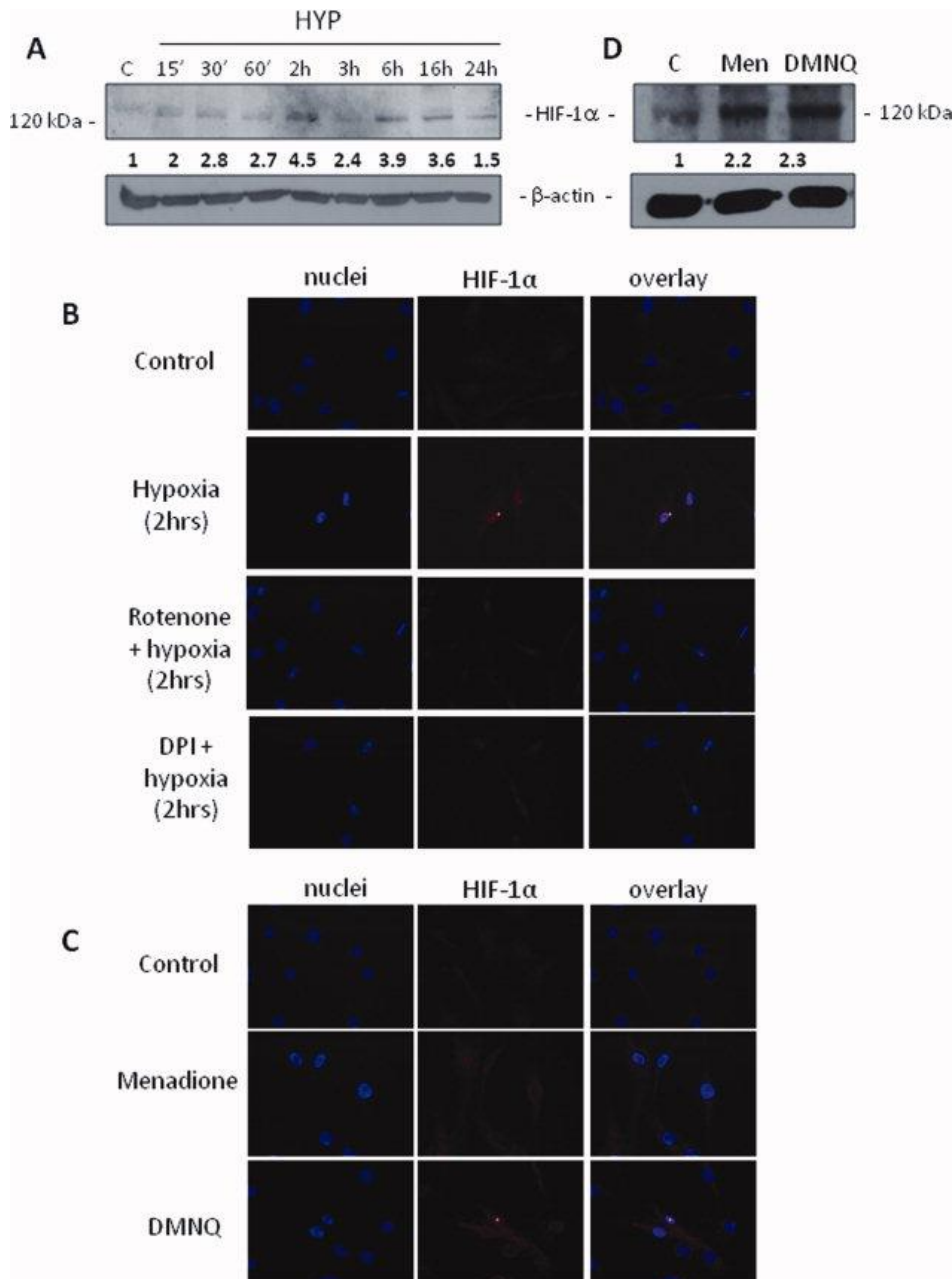 A
HYP
C 15′ 30′ 60′ 2h 3h 6h 16h 24h
120 kDa -
-HIF-1α -
1 2 2.8 2.7 4.5 2.4 3.9 3.6 1.5
- β-actin -
D
C Men DMNQ
- 120 kDa
1 2.2 2.3
B
nuclei HIF-1α overlay
Control
Hypoxia
(2hrs)
Rotenone
+ hypoxia
(2hrs)
DPI +
hypoxia
(2hrs)
C
nuclei HIF-1α overlay
Control
Menadione
DMNQ